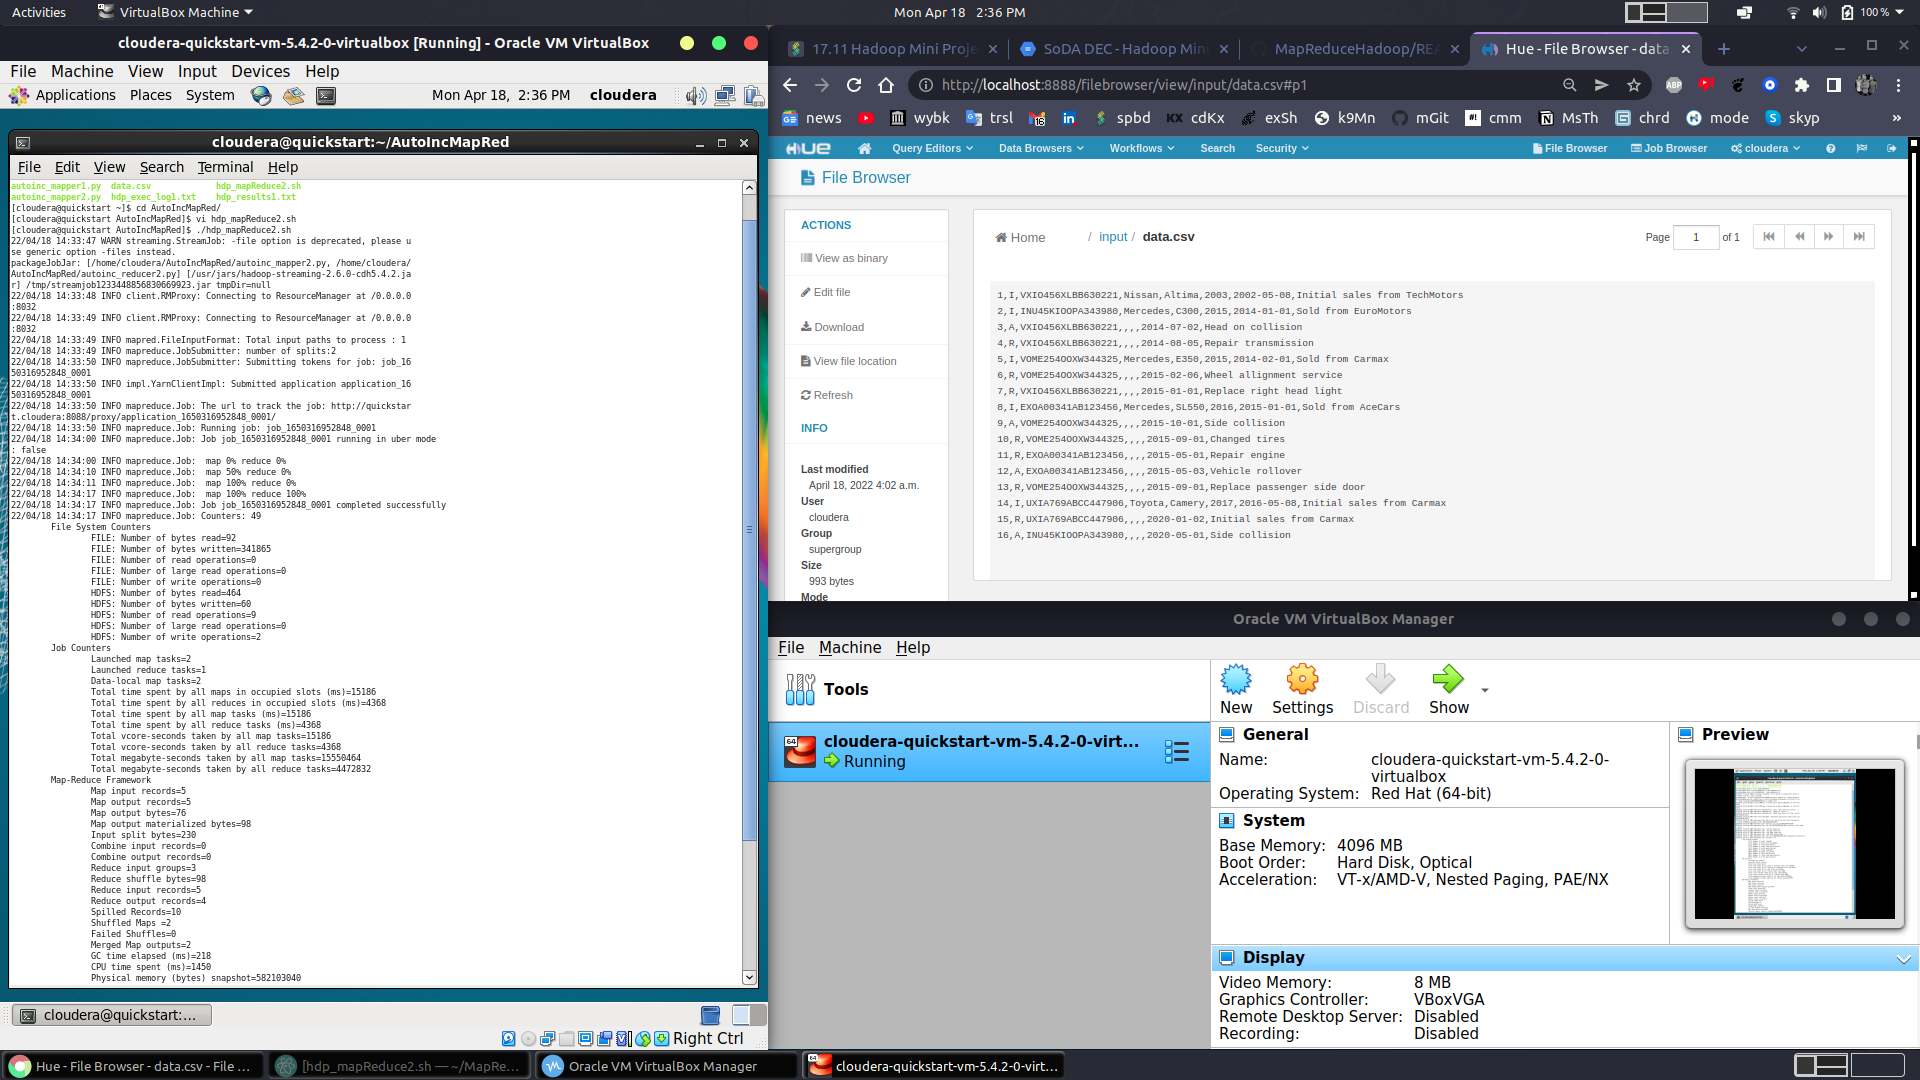 Activities
VirtualBox Machine
Mon Apr 18 2:36 PM
100 %
cloudera-quickstart-vm-5.4.2-0-virtualbox [Running] - Oracle VM VirtualBox
File Machine View Input Devices Help
Applications Places System
Mon Apr 18, 2:36 PM cloudera
cloudera@quickstart:~/AutoIncMapRed
File Edit View Search Terminal Help
autoinc_mapper1.py data.csv hdp_mapReduce2.sh
autoinc_mapper2.py hdp_exec_log1.txt hdp_results1.txt
[cloudera@quickstart ~]$ cd AutoIncMapRed/
[cloudera@quickstart AutoIncMapRed]$ vi hdp_mapReduce2.sh
[cloudera@quickstart AutoIncMapRed]$ ./hdp_mapReduce2.sh
22/04/18 14:33:47 WARN streaming.StreamJob: -file option is deprecated, please u
se generic option -files instead.
packageJobJar: [/home/cloudera/AutoIncMapRed/autoinc_mapper2.py, /home/cloudera/
AutoIncMapRed/autoinc_reducer2.py] [/usr/jars/hadoop-streaming-2.6.0-cdh5.4.2.ja
r] /tmp/streamjob1233448856830669923.jar tmpDir=null
22/04/18 14:33:48 INFO client.RMProxy: Connecting to ResourceManager at /0.0.0.0
:8032
22/04/18 14:33:49 INFO client.RMProxy: Connecting to ResourceManager at /0.0.0.0
:8032
22/04/18 14:33:49 INFO mapred.FileInputFormat: Total input paths to process : 1
22/04/18 14:33:49 INFO mapreduce.JobSubmitter: number of splits:2
22/04/18 14:33:50 INFO mapreduce.JobSubmitter: Submitting tokens for job: job_16
50316952848_0001
22/04/18 14:33:50 INFO impl.YarnClientImpl: Submitted application application_16
50316952848_0001
22/04/18 14:33:50 INFO mapreduce.Job: The url to track the job: http://quickstar
t.cloudera:8088/proxy/application_1650316952848_0001/
22/04/18 14:33:50 INFO mapreduce.Job: Running job: job_1650316952848_0001
22/04/18 14:34:00 INFO mapreduce.Job: Job job_1650316952848_0001 running in uber mode
: false
22/04/18 14:34:00 INFO mapreduce.Job: map 0% reduce 0%
22/04/18 14:34:10 INFO mapreduce.Job: map 50% reduce 0%
22/04/18 14:34:11 INFO mapreduce.Job: map 100% reduce 0%
22/04/18 14:34:17 INFO mapreduce.Job: map 100% reduce 100%
22/04/18 14:34:17 INFO mapreduce.Job: Job job_1650316952848_0001 completed successfully
22/04/18 14:34:17 INFO mapreduce.Job: Counters: 49
File System Counters
FILE: Number of bytes read=92
FILE: Number of bytes written=341865
FILE: Number of read operations=0
FILE: Number of large read operations=0
FILE: Number of write operations=0
HDFS: Number of bytes read=464
HDFS: Number of bytes written=60
HDFS: Number of read operations=9
HDFS: Number of large read operations=0
HDFS: Number of write operations=2
Job Counters
Launched map tasks=2
Launched reduce tasks=1
Data-local map tasks=2
Total time spent by all maps in occupied slots (ms)=15186
Total time spent by all reduces in occupied slots (ms)=4368
Total time spent by all map tasks (ms)=15186
Total time spent by all reduce tasks (ms)=4368
Total vcore-seconds taken by all map tasks=15186
Total vcore-seconds taken by all reduce tasks=4368
Total megabyte-seconds taken by all map tasks=15550464
Total megabyte-seconds taken by all reduce tasks=4472832
Map-Reduce Framework
Map input records=5
Map output records=5
Map output bytes=76
Map output materialized bytes=98
Input split bytes=230
Combine input records=0
Combine output records=0
Reduce input groups=3
Reduce shuffle bytes=98
Reduce input records=5
Reduce output records=4
Spilled Records=10
Shuffled Maps =2
Failed Shuffles=0
Merged Map outputs=2
GC time elapsed (ms)=218
CPU time spent (ms)=1450
Physical memory (bytes) snapshot=582103040
cloudera@quickstart:...
Right Ctrl
17.11 Hadoop Mini Proje
SoDA DEC - Hadoop Mini
MapReduceHadoop/REA
Hue - File Browser - data.
http://localhost:8888/filebrowser/view/input/data.csv#p1
news wybk trsl spbd cdKx exSh k9Mn mGit cmm MsTh chrd mode skyp »
HUE Query Editors Data Browsers Workflows Search Security File Browser Job Browser cloudera
File Browser
ACTIONS
View as binary
Edit file
Download
View file location
Refresh
INFO
Last modified
April 18, 2022 4:02 a.m.
User
cloudera
Group
supergroup
Size
993 bytes
Mode
Home / input / data.csv
Page 1 of 1
1,I,VXIO456XLBB630221,Nissan,Altima,2003,2002-05-08,Initial sales from TechMotors
2,I,INU45KIOOPA343980,Mercedes,C300,2015,2014-01-01,Sold from EuroMotors
3,A,VXIO456XLBB630221,,,,2014-07-02,Head on collision
4,R,VXIO456XLBB630221,,,,2014-08-05,Repair transmission
5,I,VOME254OOXW344325,Mercedes,E350,2015,2014-02-01,Sold from Carmax
6,R,VOME254OOXW344325,,,,2015-02-06,Wheel allignment service
7,R,VXIO456XLBB630221,,,,2015-01-01,Replace right head light
8,I,EXOA00341AB123456,Mercedes,SL550,2016,2015-01-01,Sold from AceCars
9,A,VOME254OOXW344325,,,,2015-10-01,Side collision
10,R,VOME254OOXW344325,,,,2015-09-01,Changed tires
11,R,EXOA00341AB123456,,,,2015-05-01,Repair engine
12,A,EXOA00341AB123456,,,,2015-05-03,Vehicle rollover
13,R,VOME254OOXW344325,,,,2015-09-01,Replace passenger side door
14,I,UXIA769ABCC447906,Toyota,Camery,2017,2016-05-08,Initial sales from Carmax
15,R,UXIA769ABCC447906,,,,2020-01-02,Initial sales from Carmax
16,A,INU45KIOOPA343980,,,,2020-05-01,Side collision
Oracle VM VirtualBox Manager
File Machine Help
Tools
New Settings Discard Show
64
cloudera-quickstart-vm-5.4.2-0-virt...
Running
General
Name: cloudera-quickstart-vm-5.4.2-0-
virtualbox
Operating System: Red Hat (64-bit)
System
Base Memory: 4096 MB
Boot Order: Hard Disk, Optical
Acceleration: VT-x/AMD-V, Nested Paging, PAE/NX
Preview
Display
Video Memory: 8 MB
Graphics Controller: VBoxVGA
Remote Desktop Server: Disabled
Recording: Disabled
Hue - File Browser - data.csv - File ...
[hdp_mapReduce2.sh — ~/MapRe...
Oracle VM VirtualBox Manager
cloudera-quickstart-vm-5.4.2-0-virt...